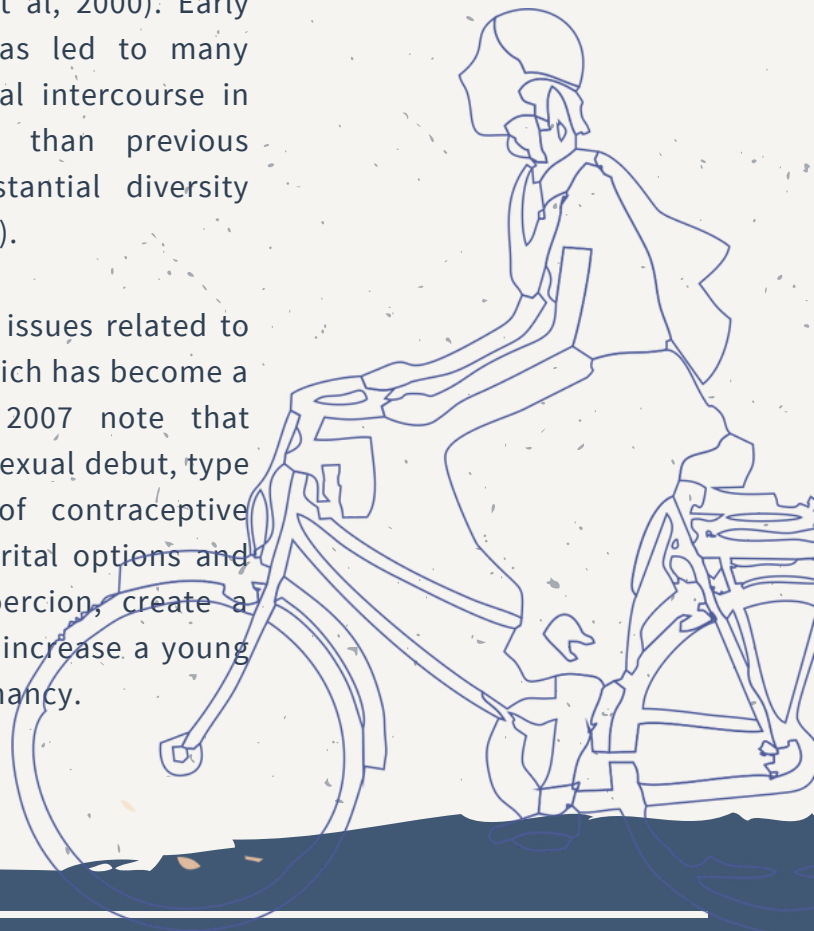 t al, 2000). Early
as led to many
al intercourse in
than previous
stantial diversity
).
issues related to
ich has become a
2007 note that
exual debut, type
of contraceptive
rital options and
oercion, create a
increase a young
nancy.